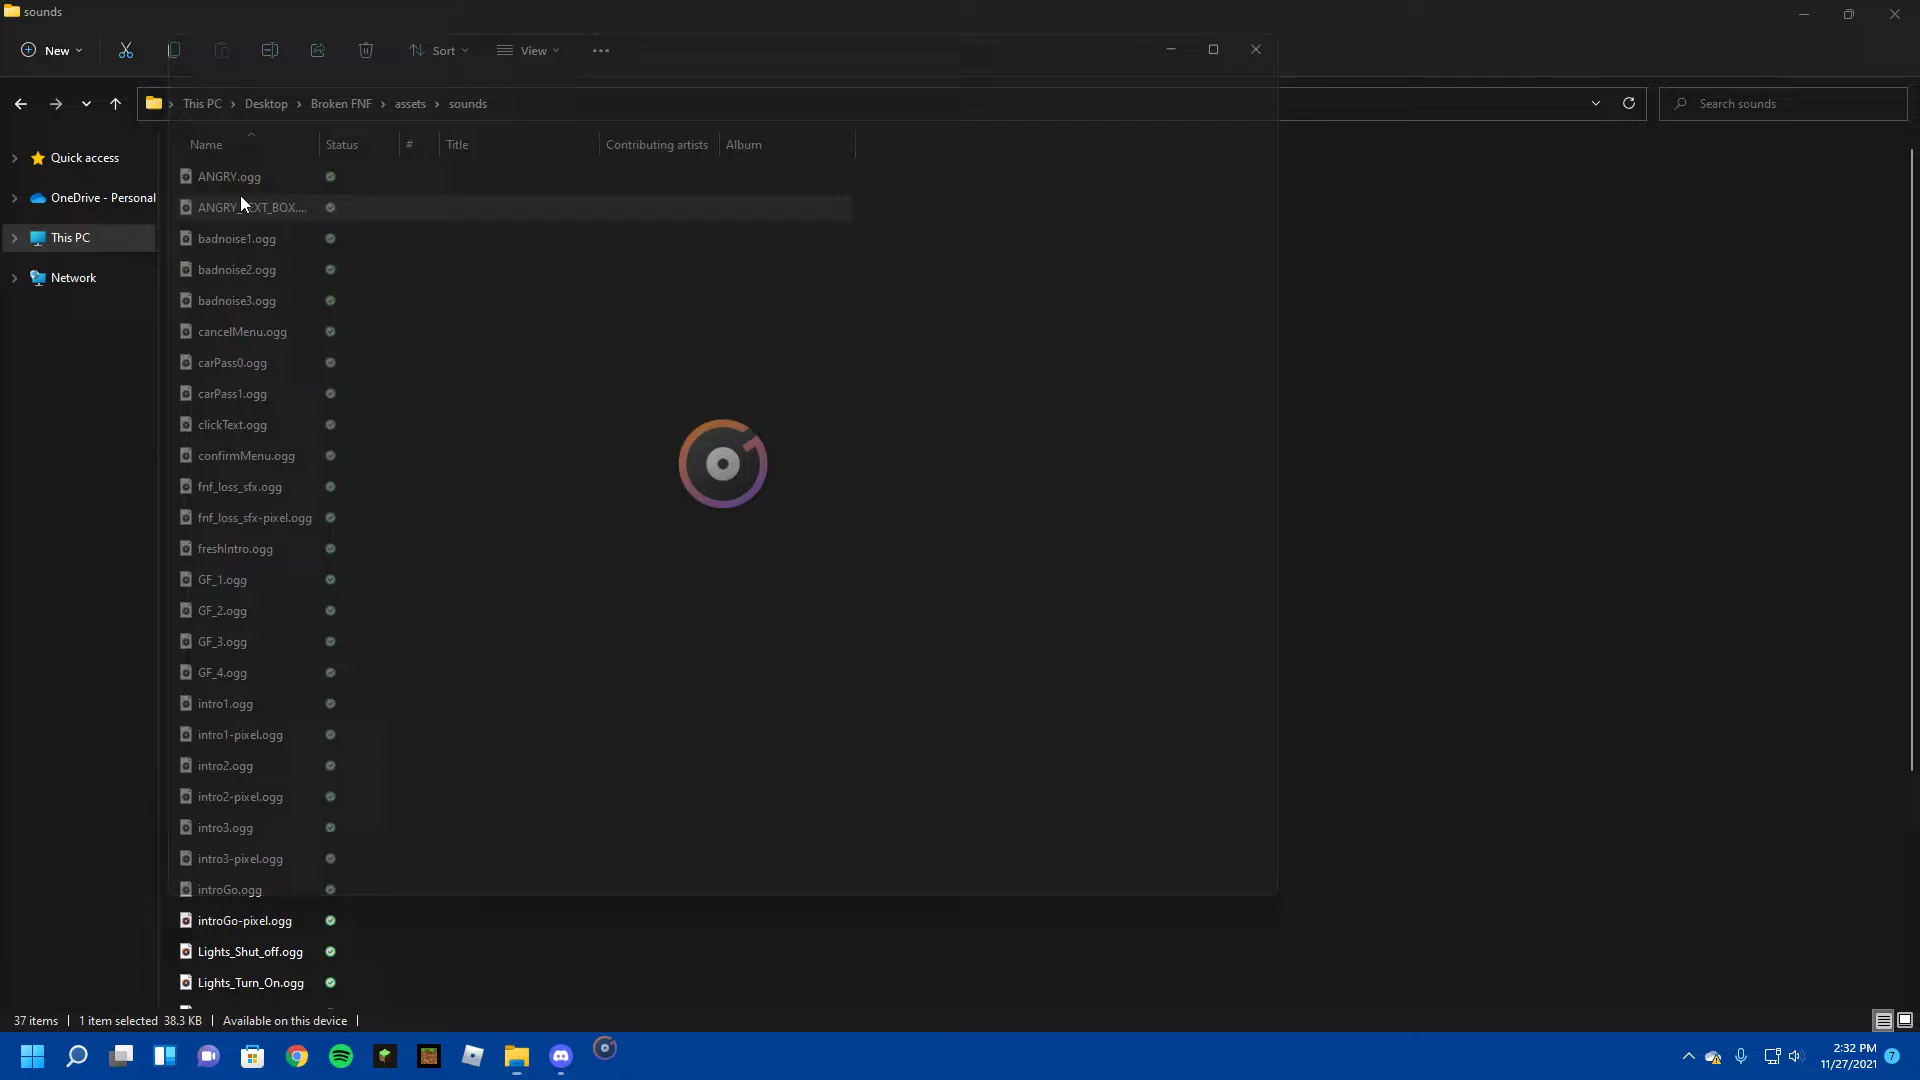 sounds
New
Sort
View
This PC
Desktop
Broken FNF
assets
sounds
Search sounds
Quick access
OneDrive - Personal
This PC
Network
Name
Status
#
Title
Contributing artists
Album
ANGRY.ogg
ANGRY_TEXT_BOX....
badnoise1.ogg
badnoise2.ogg
badnoise3.ogg
cancelMenu.ogg
carPass0.ogg
carPass1.ogg
clickText.ogg
confirmMenu.ogg
fnf_loss_sfx.ogg
fnf_loss_sfx-pixel.ogg
freshIntro.ogg
GF_1.ogg
GF_2.ogg
GF_3.ogg
GF_4.ogg
intro1.ogg
intro1-pixel.ogg
intro2.ogg
intro2-pixel.ogg
intro3.ogg
intro3-pixel.ogg
introGo.ogg
introGo-pixel.ogg
Lights_Shut_off.ogg
Lights_Turn_On.ogg
37 items
1 item selected 38.3 KB
Available on this device
2:32 PM
11/27/2021
7